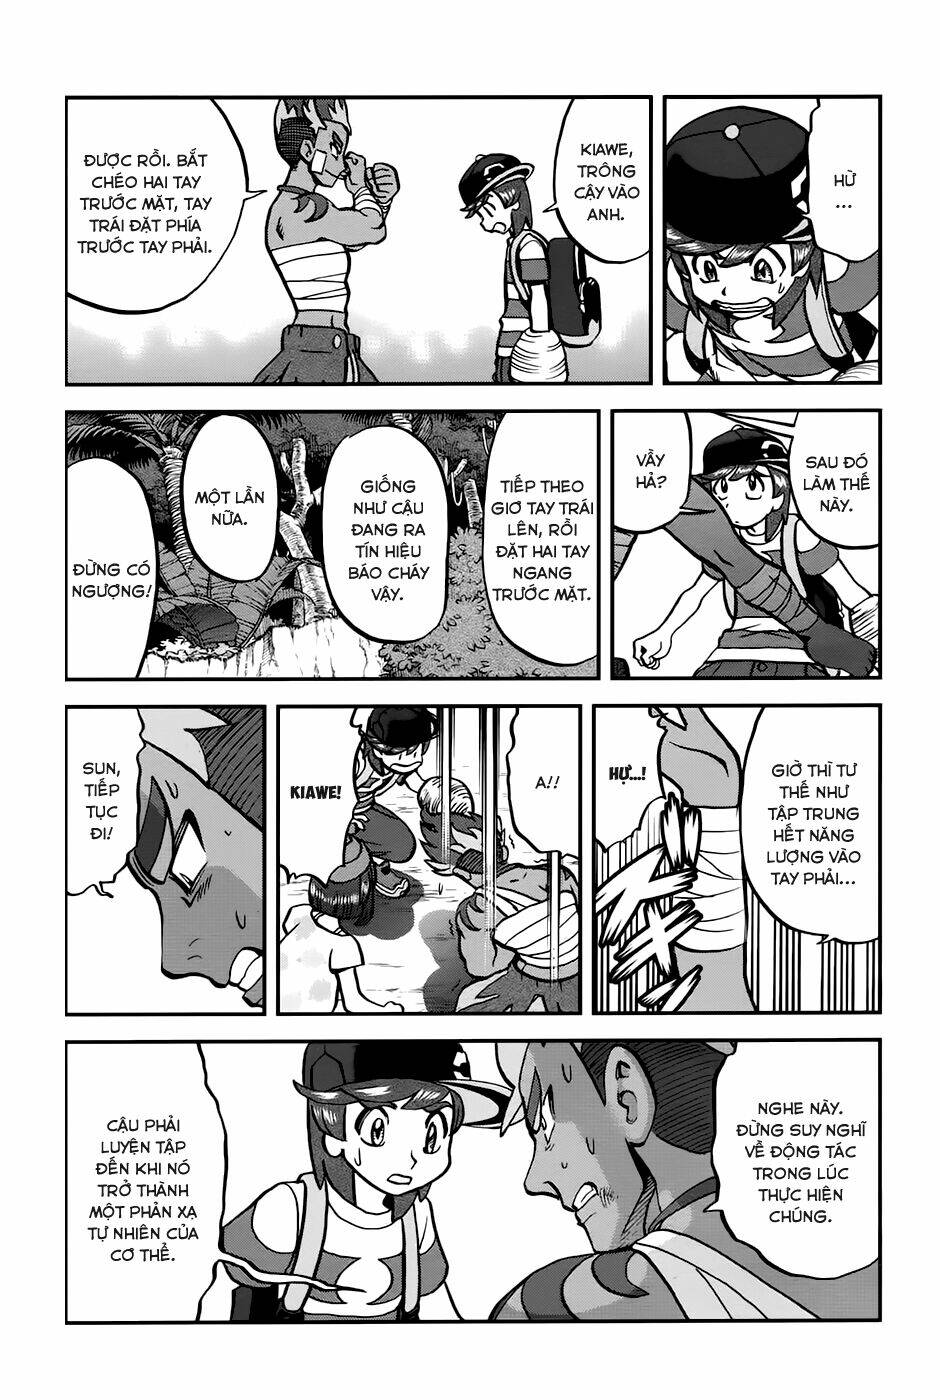 HỪ
...
KIAWE,
TRÔNG
CẬY VÀO
ANH.
ĐƯỢC RỒI. BẮT
CHÉO HAI TAY
TRƯỚC MẶT, TAY
TRÁI ĐẶT PHÍA
TRƯỚC TAY PHẢI.
SAU ĐÓ
LÀM THẾ
NÀY.
VẦY
HẢ?
TIẾP THEO
GIƠ TAY TRÁI
LÊN, RỒI
ĐẶT HAI TAY
NGANG
TRƯỚC MẶT.
GIỐNG
NHƯ CẬU
ĐANG RA
TÍN HIỆU
BÁO CHÁY
VẬY.
MỘT LẦN
NỮA.
ĐỪNG CÓ
NGƯỢNG!
GIỜ THÌ TƯ
THẾ NHƯ
TẬP TRUNG
HẾT NĂNG
LƯỢNG VÀO
TAY PHẢI...
HỰ...!
A!!
KIAWE!
SUN,
TIẾP
TỤC
ĐI!
NGHE NÀY.
ĐỪNG SUY NGHĨ
VỀ ĐỘNG TÁC
TRONG LÚC
THỰC HIỆN
CHÚNG.
CẬU PHẢI
LUYỆN TẬP
ĐẾN KHI NÓ
TRỞ THÀNH
MỘT PHẢN XẠ
TỰ NHIÊN CỦA
CƠ THỂ.